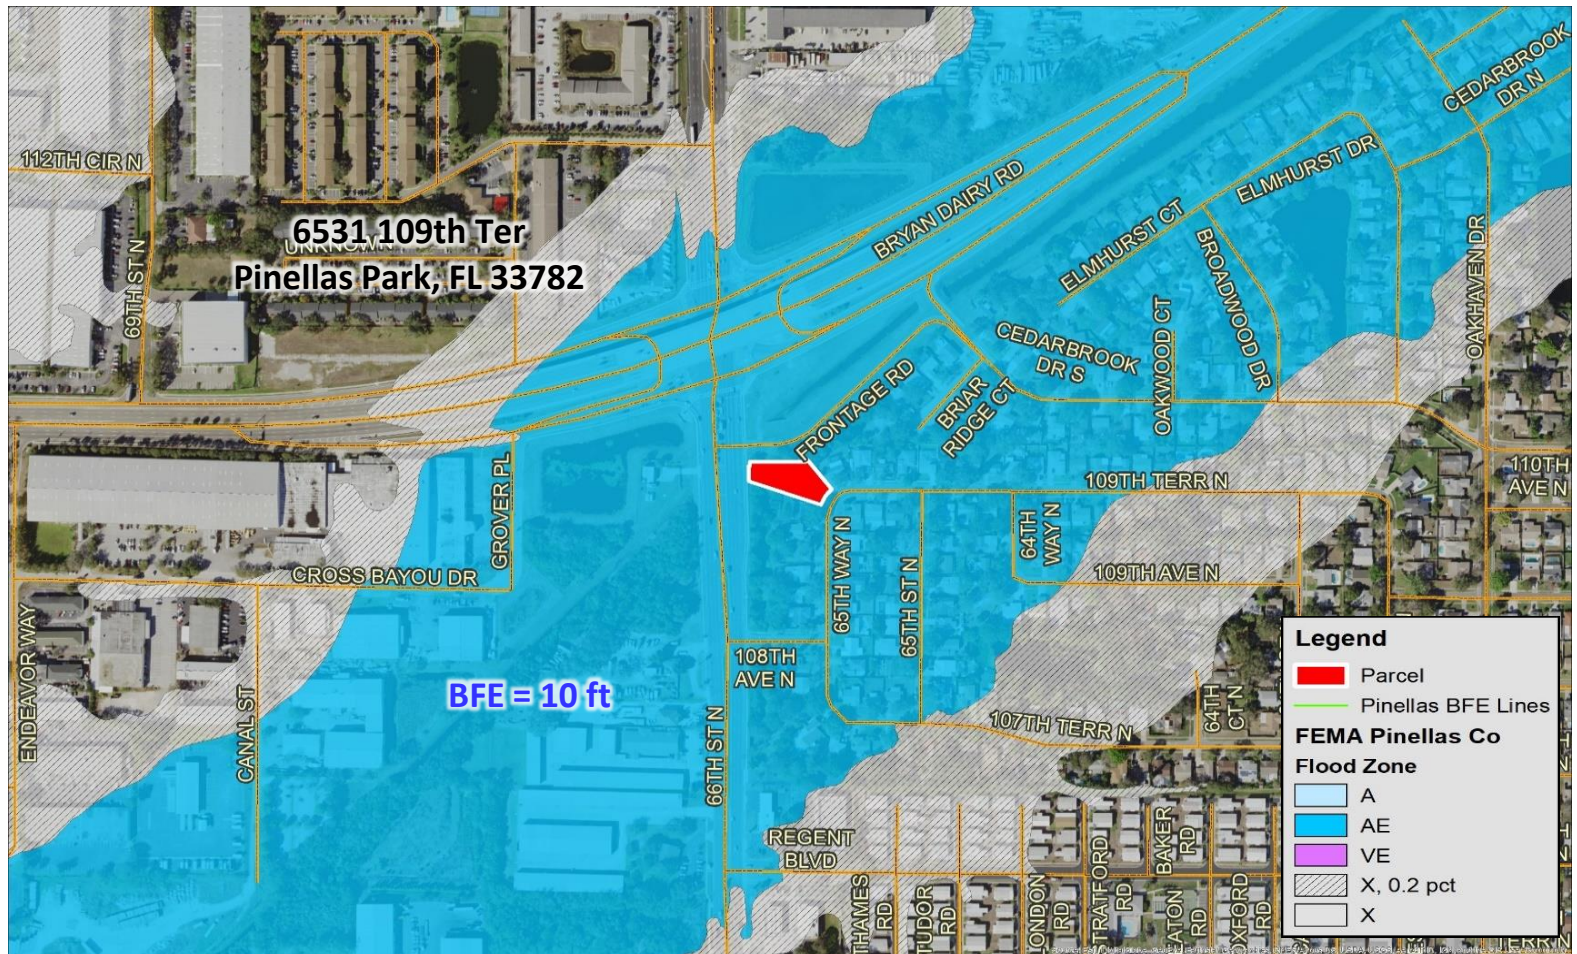 CEDARBROOK
DR N
112TH CIR N
ELMHURST DR
BRYAN DAIRY RD
ELMHURST CT
6531 109th Ter
UNKNOWN
Pinellas Park, FL 33782
69TH ST N
BROADWOOD DR
OAKHAVEN DR
CEDARBROOK
DR S
OAKWOOD CT
FRONTAGE RD
BRIAR
RIDGE CT
110TH
AVE N
109TH TERR N
GROVER PL
64TH
WAY N
CROSS BAYOU DR
109TH AVE N
65TH WAY N
65TH ST N
ENDEAVOR WAY
108TH
AVE N
BFE = 10 ft
CANAL ST
66TH ST N
107TH TERR N
64TH
CT N
REGENT
BLVD
THAMES
RD
TUDOR
RD
LONDON
RD
STRATFORD
RD
BAKER
RD
EATON
RD
OXFORD
RD
TERR N
Legend
Parcel
Pinellas BFE Lines
FEMA Pinellas Co
Flood Zone
A
AE
VE
X, 0.2 pct
X